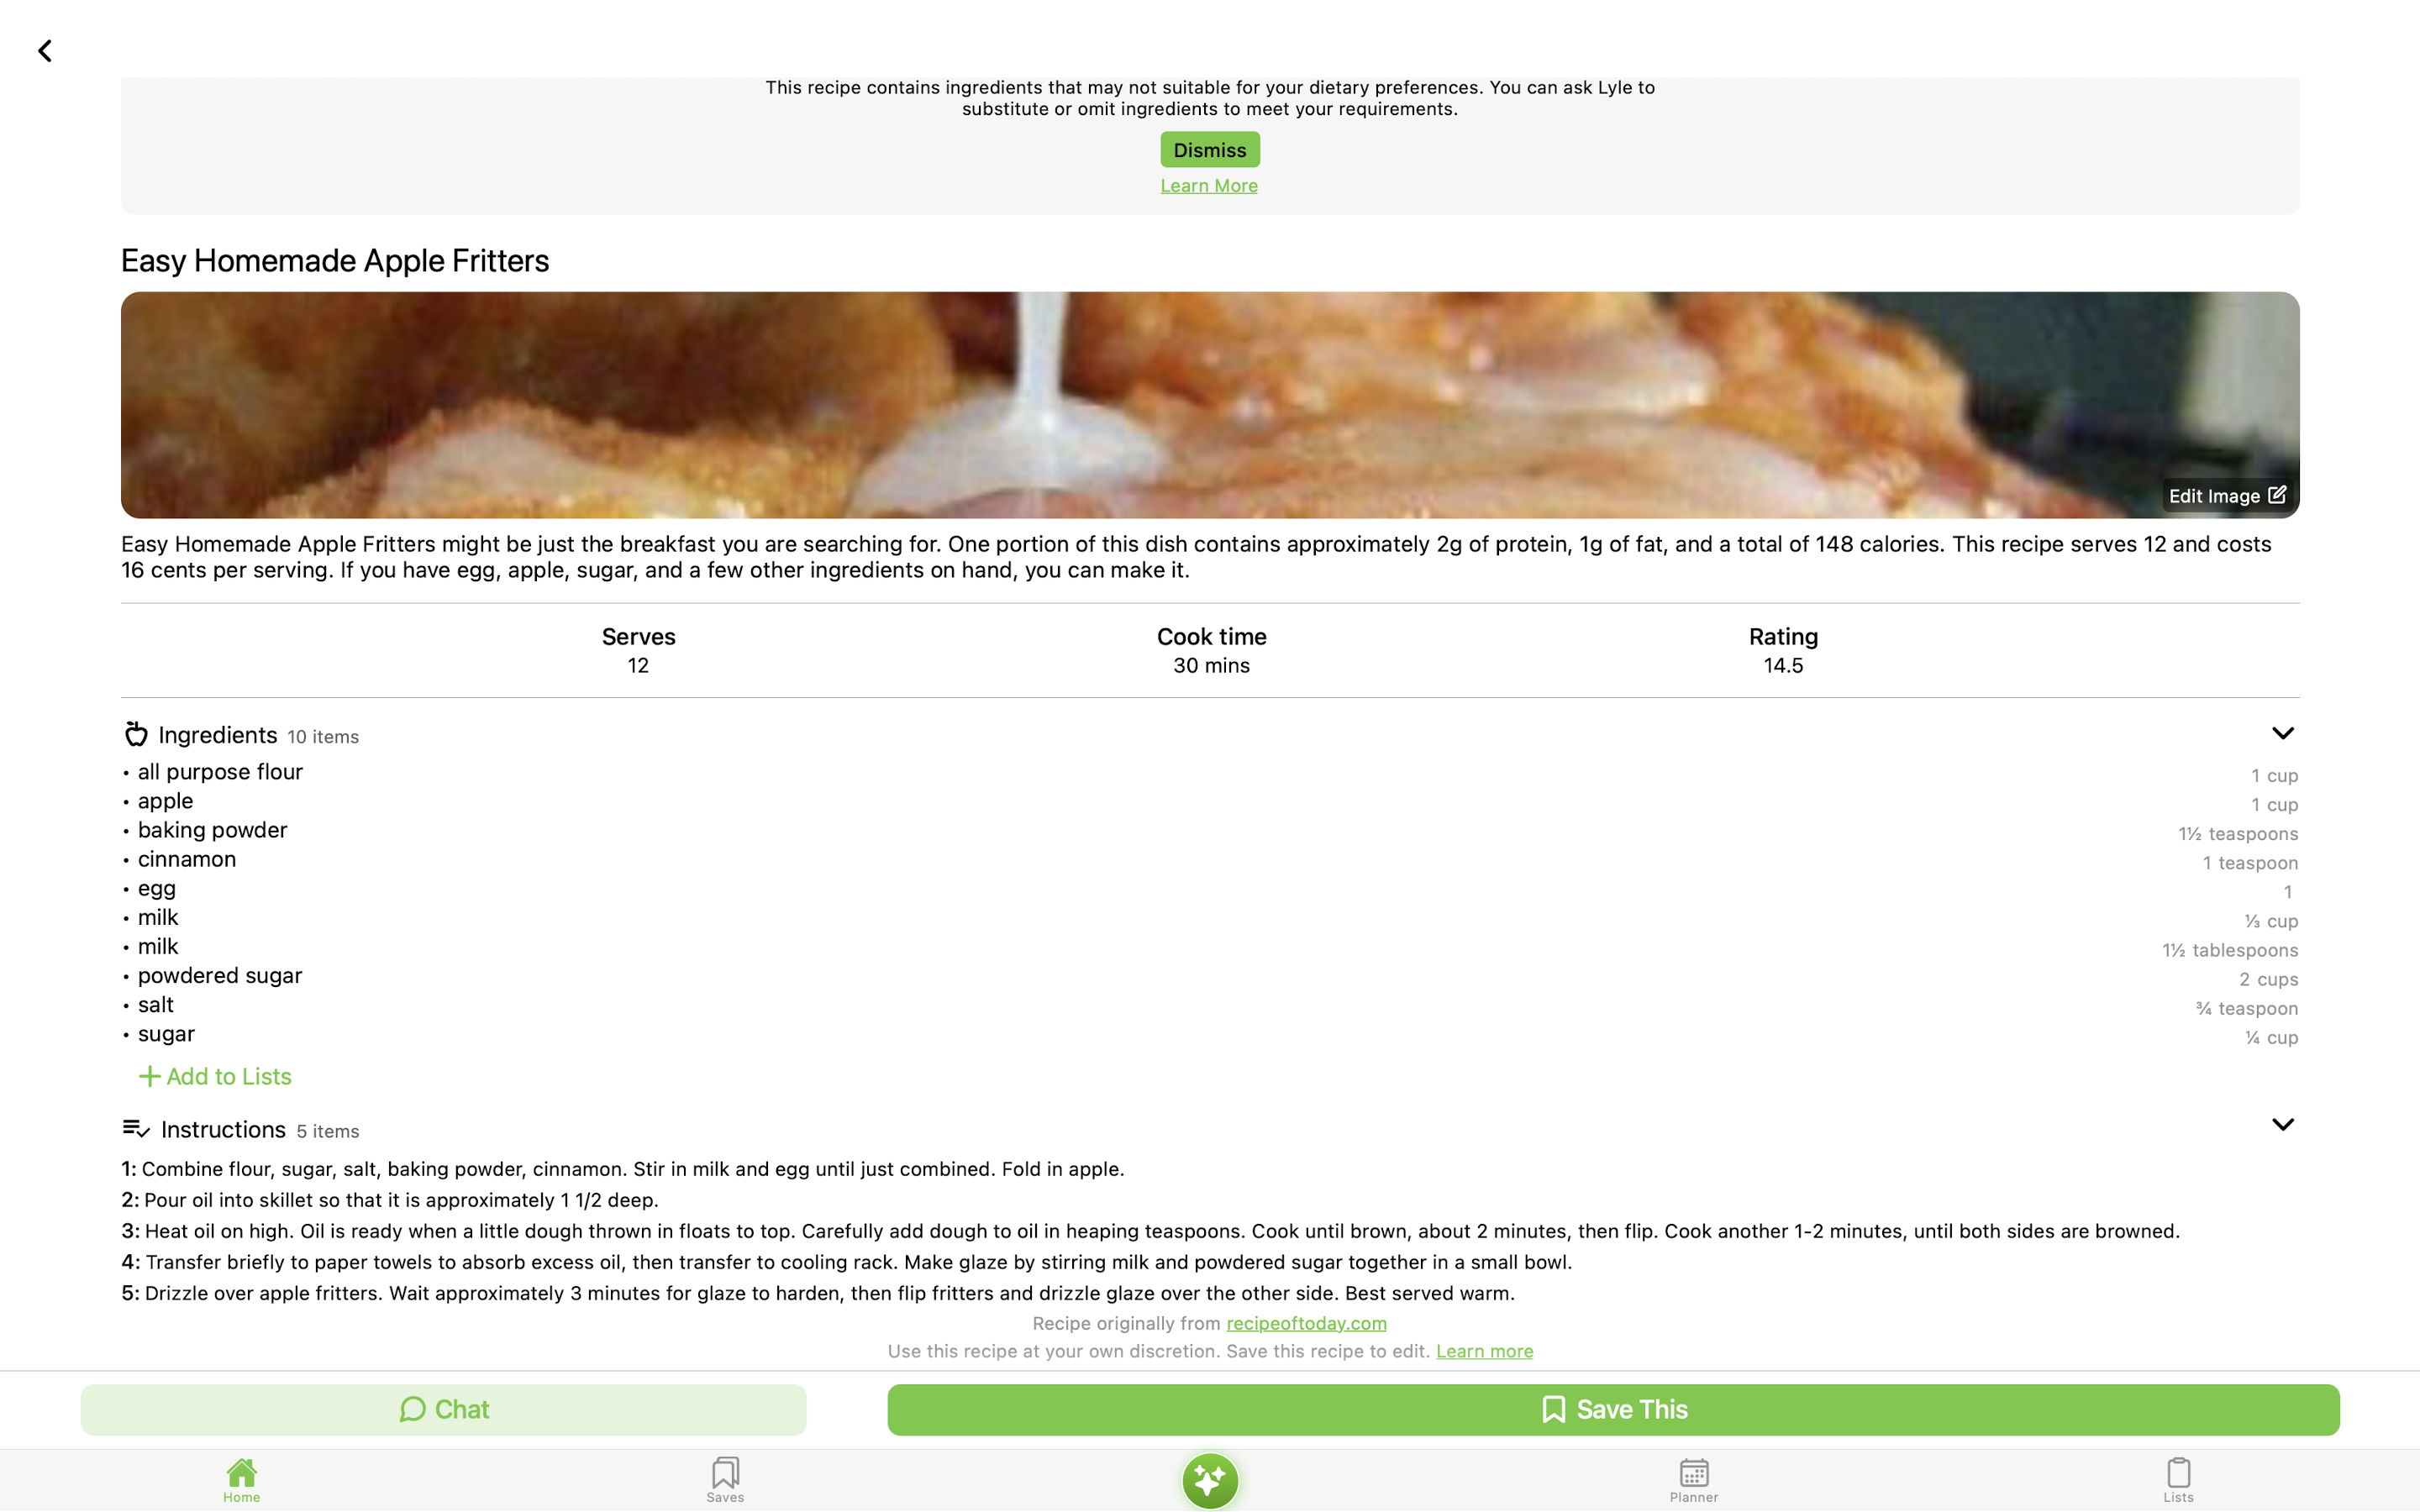 This recipe contains ingredients that may not suitable for your dietary preferences. You can ask Lyle to
substitute or omit ingredients to meet your requirements.
Dismiss
Learn More
Easy Homemade Apple Fritters
Edit Image
Easy Homemade Apple Fritters might be just the breakfast you are searching for. One portion of this dish contains approximately 2g of protein, 1g of fat, and a total of 148 calories. This recipe serves 12 and costs
16 cents per serving. If you have egg, apple, sugar, and a few other ingredients on hand, you can make it.
Serves Cook time Rating
12 30 mins 14.5
Ingredients 10 items
• all purpose flour 1 cup
• apple 1 cup
• baking powder 1½ teaspoons
• cinnamon 1 teaspoon
• egg 1
• milk ⅓ cup
• milk 1½ tablespoons
• powdered sugar 2 cups
• salt ¾ teaspoon
• sugar ¼ cup
+ Add to Lists
Instructions 5 items
1: Combine flour, sugar, salt, baking powder, cinnamon. Stir in milk and egg until just combined. Fold in apple.
2: Pour oil into skillet so that it is approximately 1 1/2 deep.
3: Heat oil on high. Oil is ready when a little dough thrown in floats to top. Carefully add dough to oil in heaping teaspoons. Cook until brown, about 2 minutes, then flip. Cook another 1-2 minutes, until both sides are browned.
4: Transfer briefly to paper towels to absorb excess oil, then transfer to cooling rack. Make glaze by stirring milk and powdered sugar together in a small bowl.
5: Drizzle over apple fritters. Wait approximately 3 minutes for glaze to harden, then flip fritters and drizzle glaze over the other side. Best served warm.
Recipe originally from recipeoftoday.com
Use this recipe at your own discretion. Save this recipe to edit. Learn more
Chat Save This
Home Saves Planner Lists